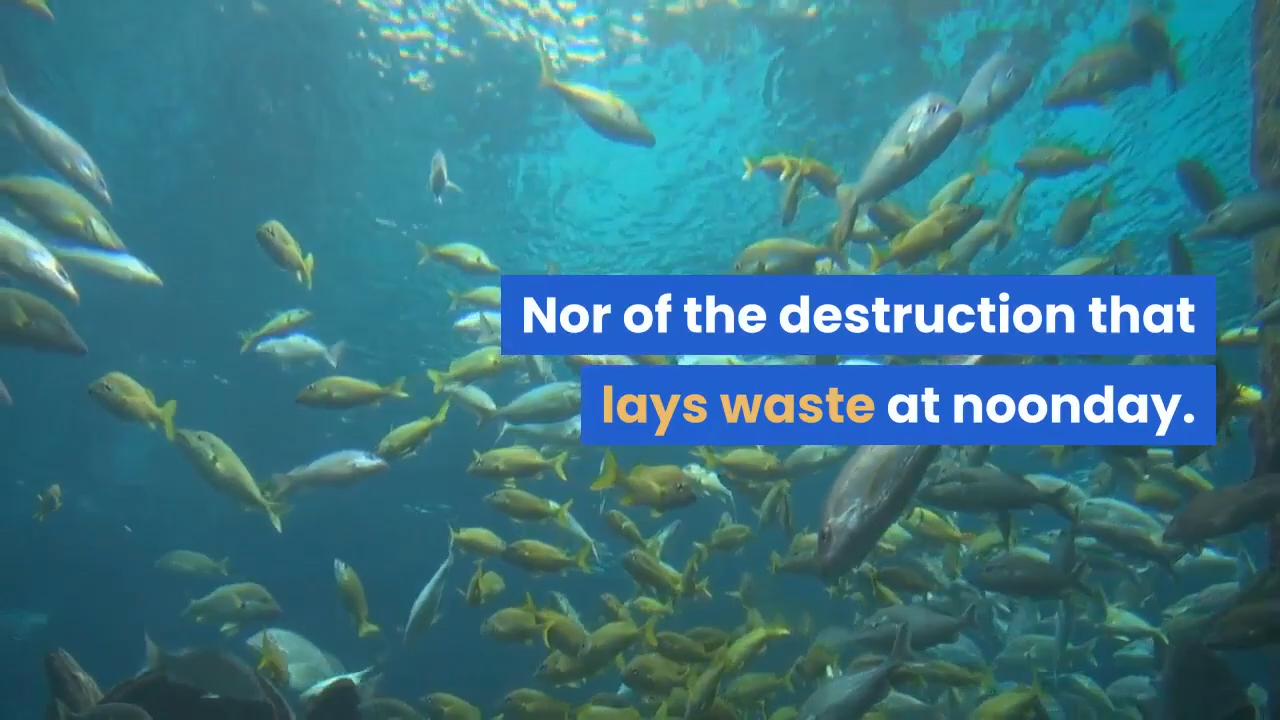 Nor of the destruction that
lays waste at noonday.